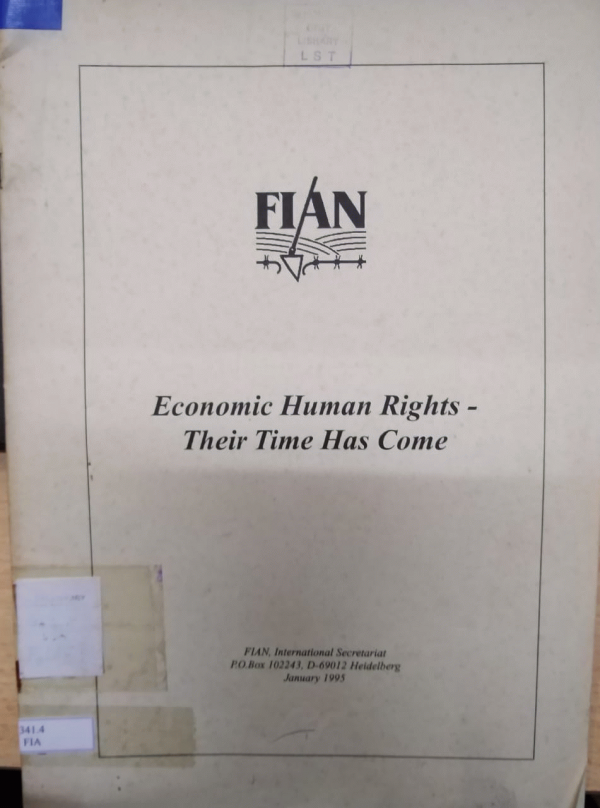 LIBRARY
LST
FIAN
Economic Human Rights -
Their Time Has Come
FIAN, International Secretariat
P.O.Box 102243, D-69012 Heidelberg
January 1995
341.4
FIA